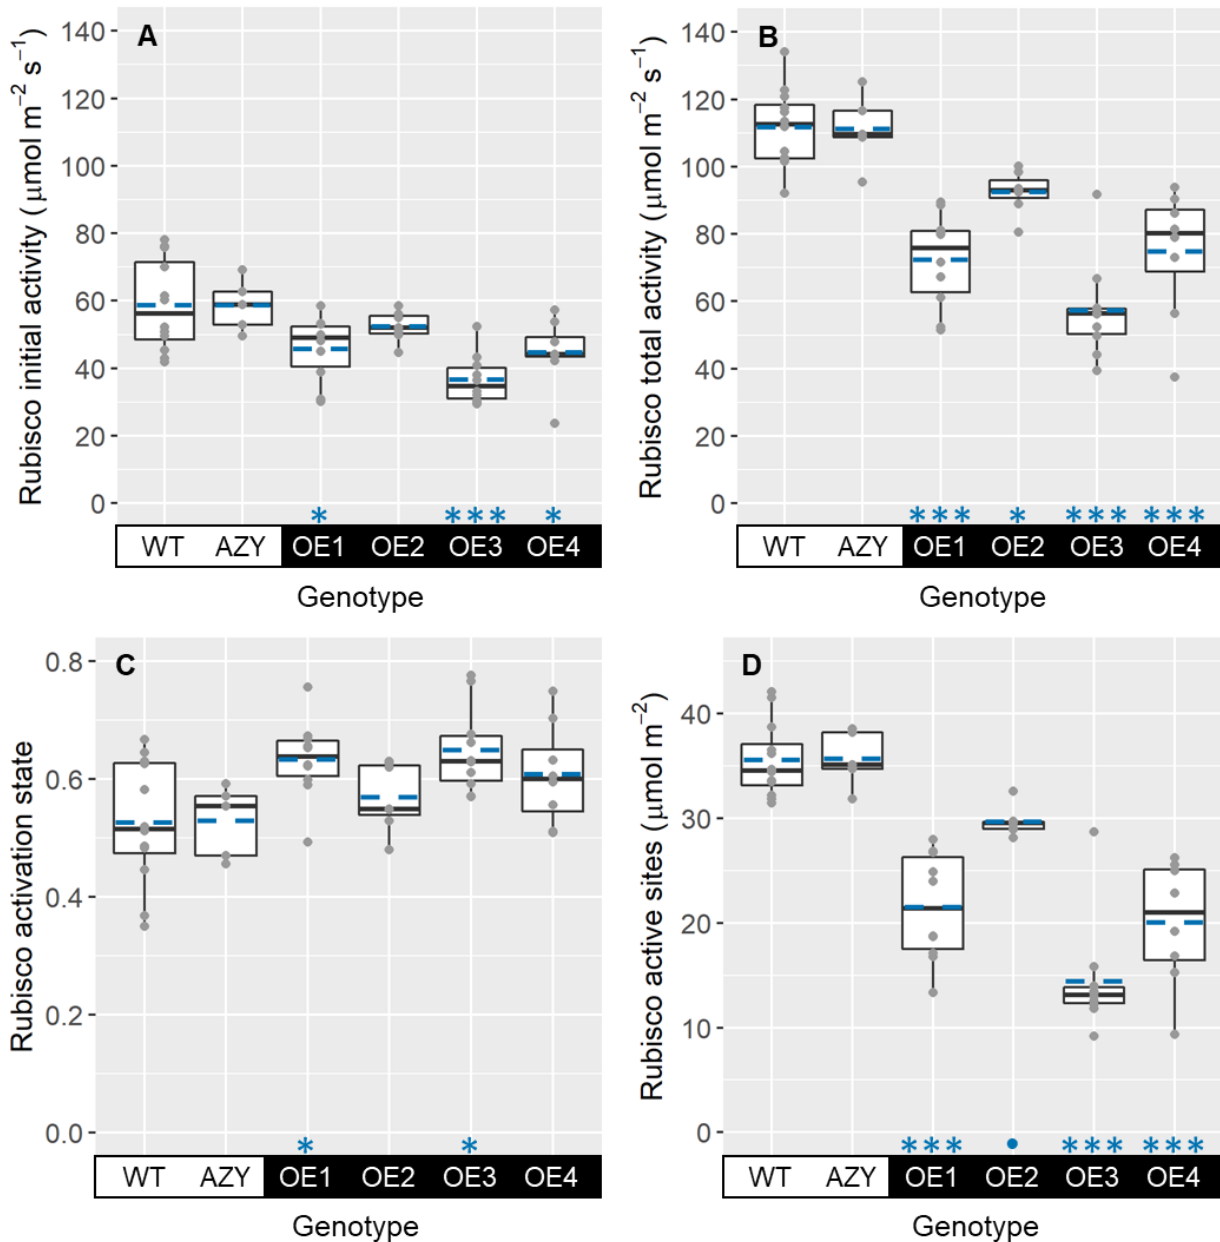 A
Rubisco initial activity (μmol m⁻² s⁻¹)
140
120
100
80
60
40
20
0
* *** *
WT AZY OE1 OE2 OE3 OE4
Genotype
B
Rubisco total activity (μmol m⁻² s⁻¹)
140
120
100
80
60
40
20
0
*** * *** ***
WT AZY OE1 OE2 OE3 OE4
Genotype
C
Rubisco activation state
0.8
0.6
0.4
0.2
0.0
* *
WT AZY OE1 OE2 OE3 OE4
Genotype
D
Rubisco active sites (μmol m⁻²)
40
30
20
10
0
*** • *** ***
WT AZY OE1 OE2 OE3 OE4
Genotype